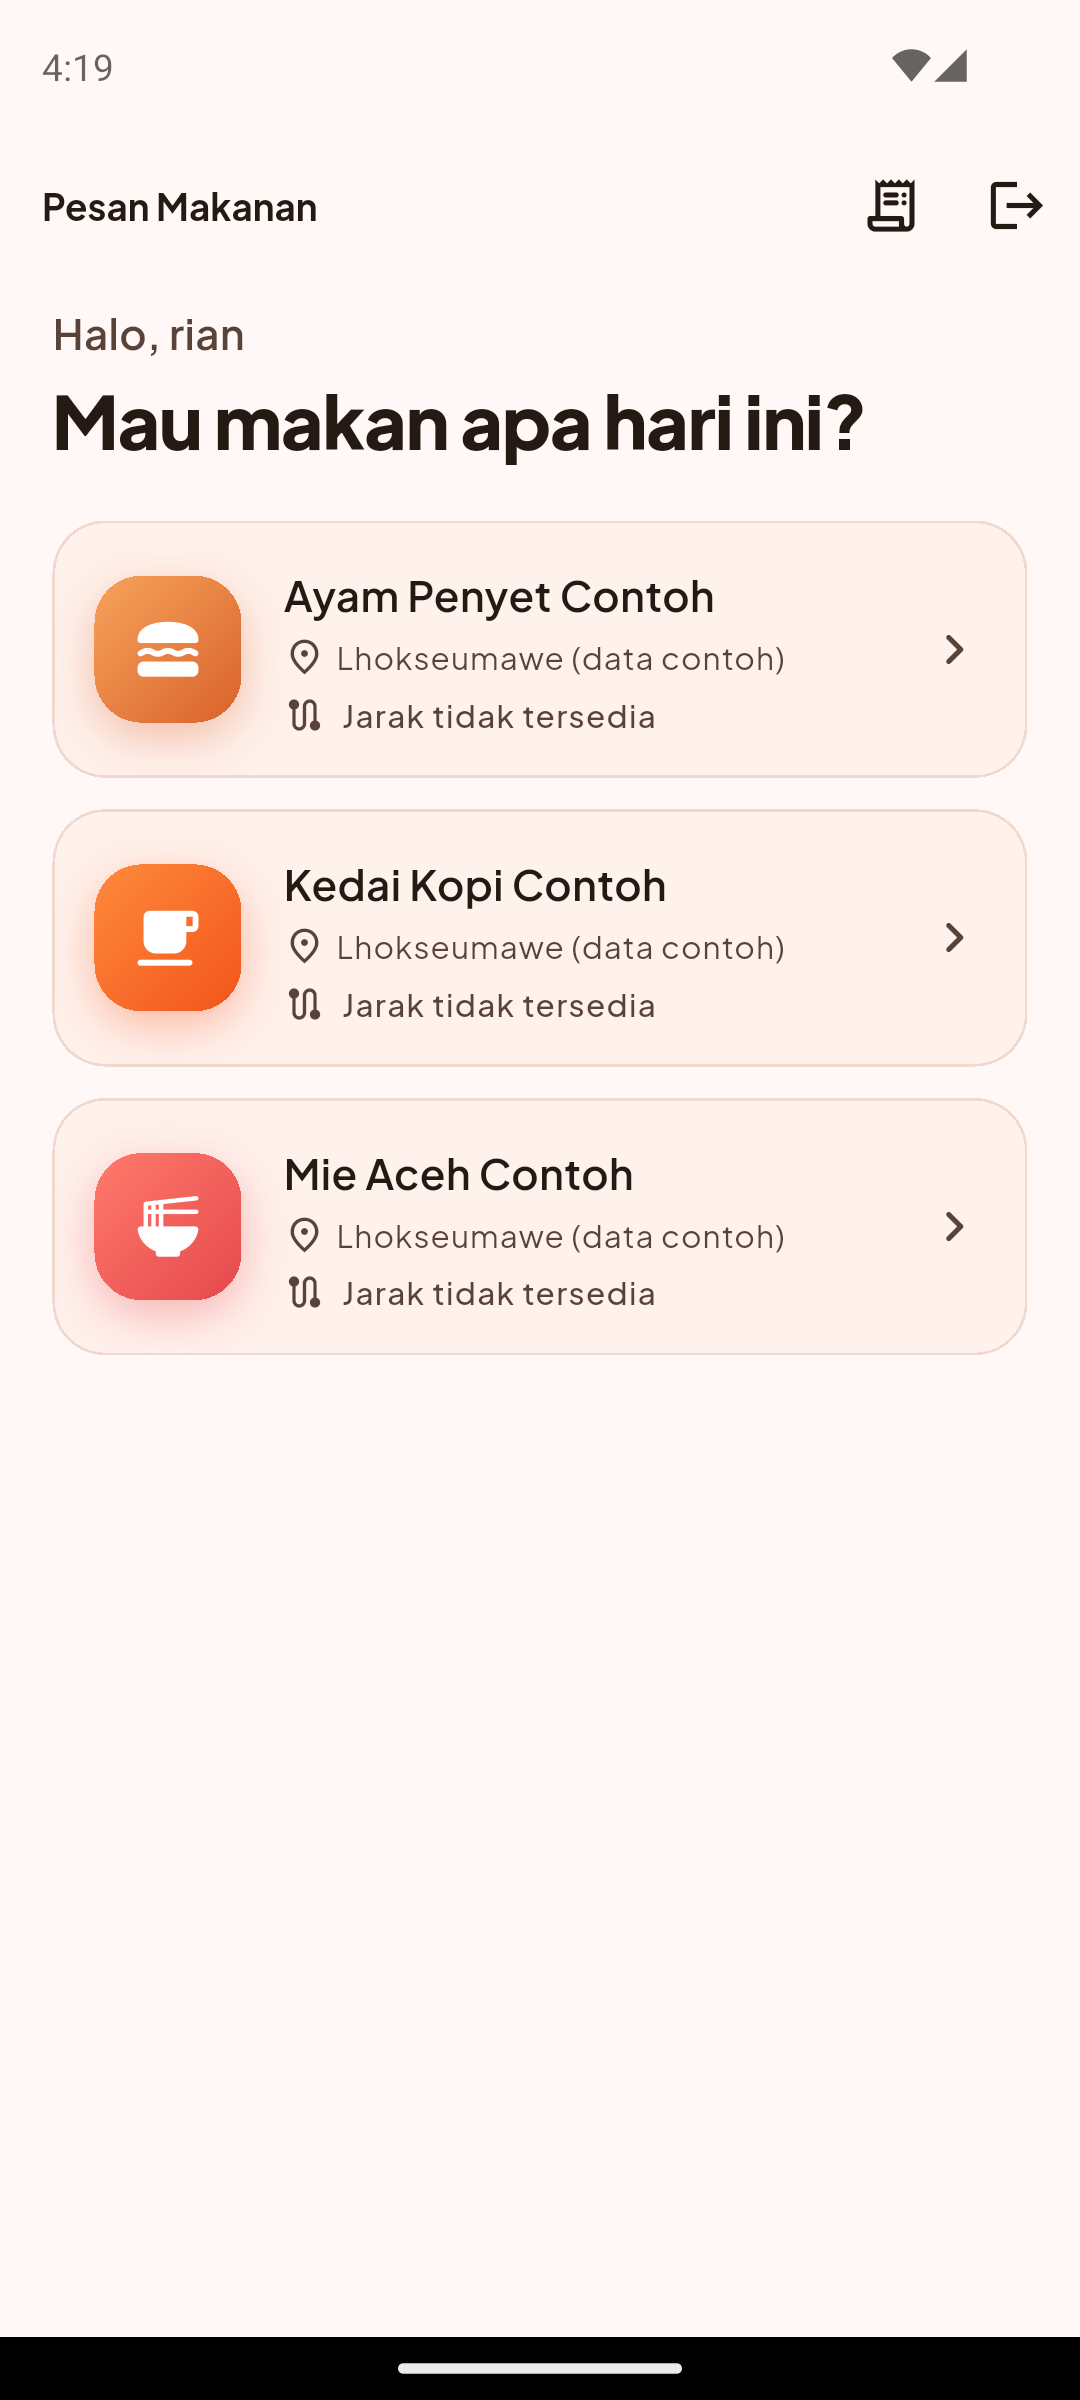 4:19
Pesan Makanan
Halo, rian
Mau makan apa hari ini?
Ayam Penyet Contoh
Lhokseumawe (data contoh)
Jarak tidak tersedia
Kedai Kopi Contoh
Lhokseumawe (data contoh)
Jarak tidak tersedia
Mie Aceh Contoh
Lhokseumawe (data contoh)
Jarak tidak tersedia